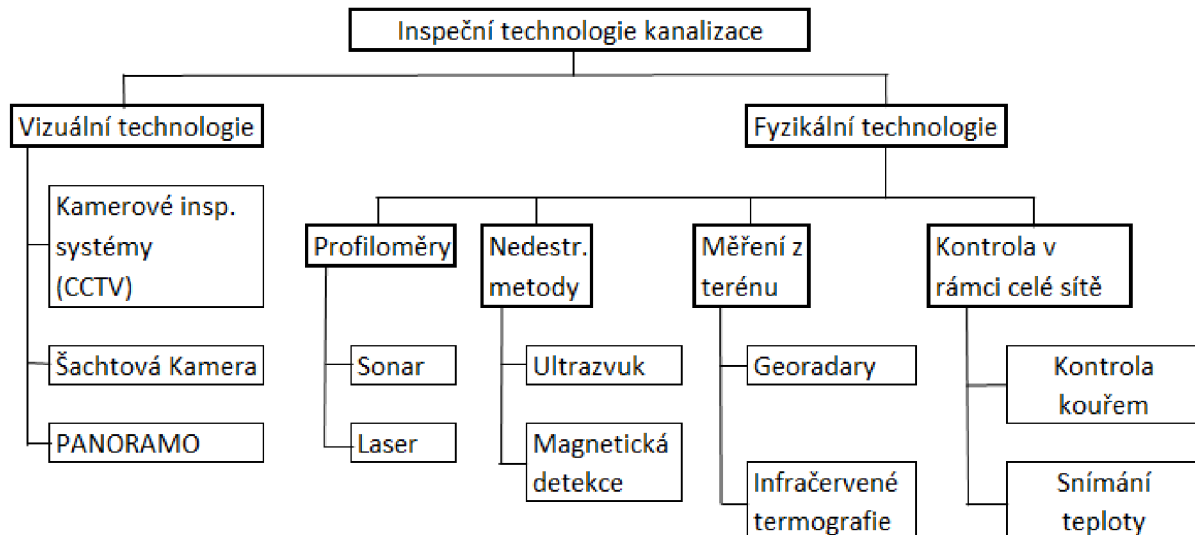 Inspeční technologie kanalizace
Vizuální technologie
Fyzikální technologie
Kamerové insp.
systémy
(CCTV)
Šachtová Kamera
PANORAMO
Profiloměry
Sonar
Laser
Nedestr.
metody
Ultrazvuk
Magnetická
detekce
Měření z
terénu
Georadary
Infračervené
termografie
Kontrola v
rámci celé sítě
Kontrola
kouřem
Snímání
teploty